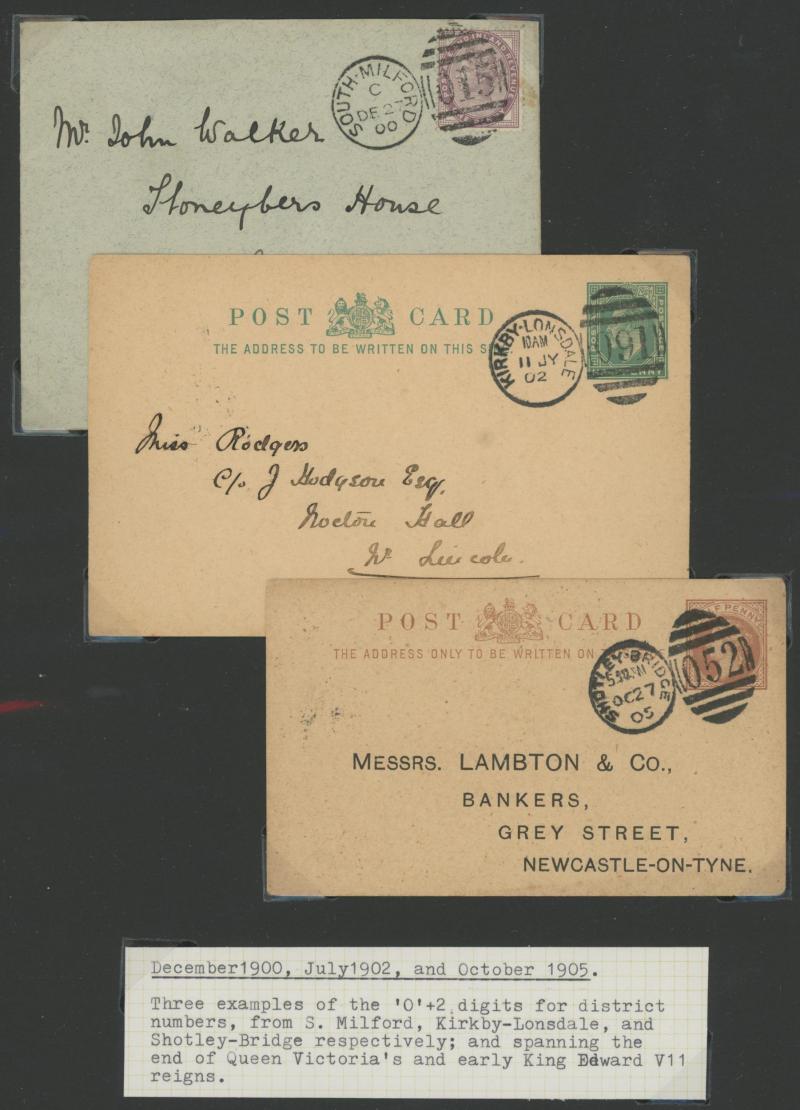 SOUTH-MILFORD
C
DE 27
00
INLAND REVENUE
015
Mr. John Walker
Stoneybers House
POST CARD
THE ADDRESS TO BE WRITTEN ON THIS
KIRKBY-LONSDALE
10AM
11 JY
02
091
Miss Rodgers
c/o J Hodgson Esq.
Nocton Hall
Nr Lincoln.
POST CARD
THE ADDRESS ONLY TO BE WRITTEN ON
SHOTLEY-BRIDGE
OC 27
05
052
MESSRS. LAMBTON & CO.,
BANKERS,
GREY STREET,
NEWCASTLE-ON-TYNE.
December1900, July1902, and October 1905.
Three examples of the 'O'+2 digits for district
numbers, from S. Milford, Kirkby-Lonsdale, and
Shotley-Bridge respectively; and spanning the
end of Queen Victoria's and early King Edward V11
reigns.